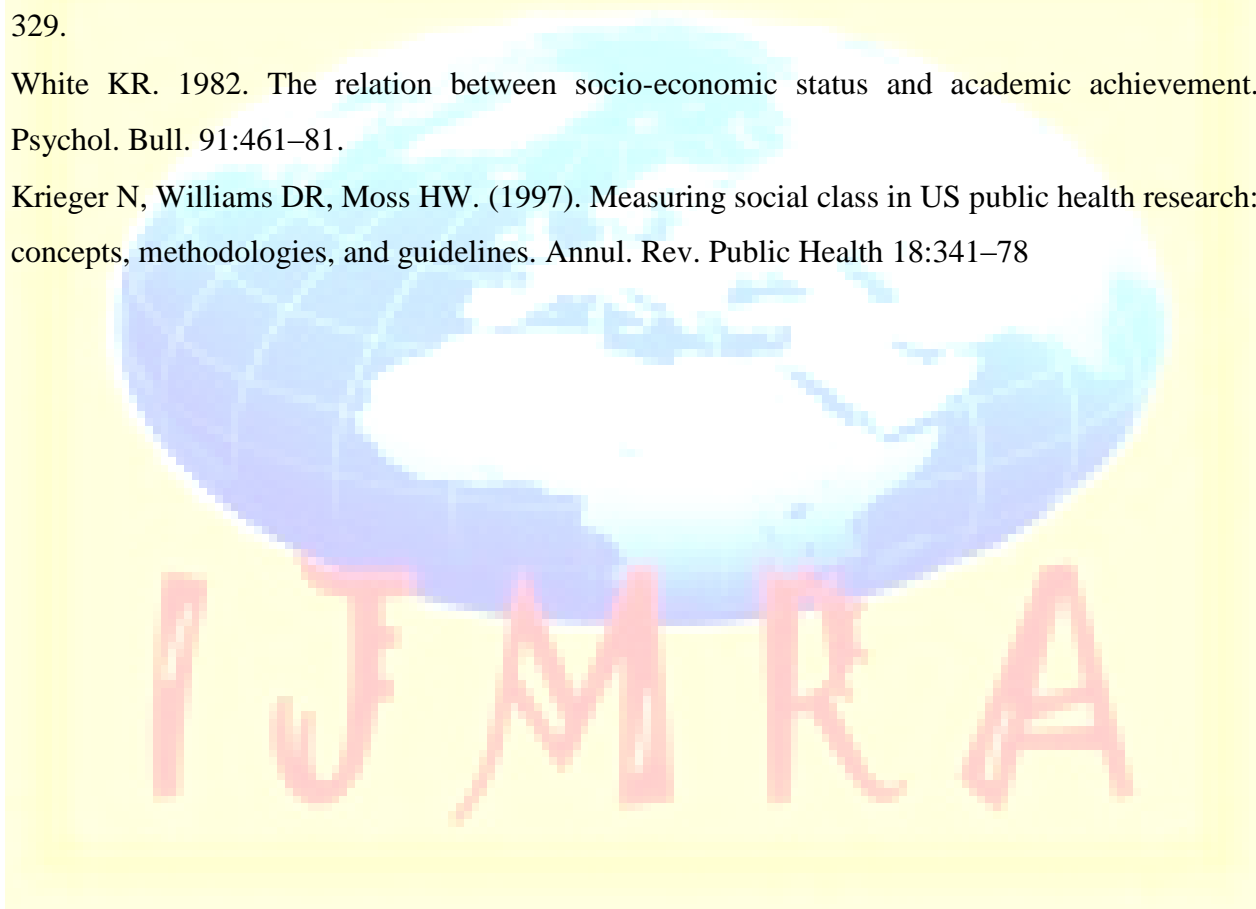 329.
White KR. 1982. The relation between socio-economic status and academic achievement.
Psychol. Bull. 91:461–81.
Krieger N, Williams DR, Moss HW. (1997). Measuring social class in US public health research:
concepts, methodologies, and guidelines. Annul. Rev. Public Health 18:341–78
IJMRA